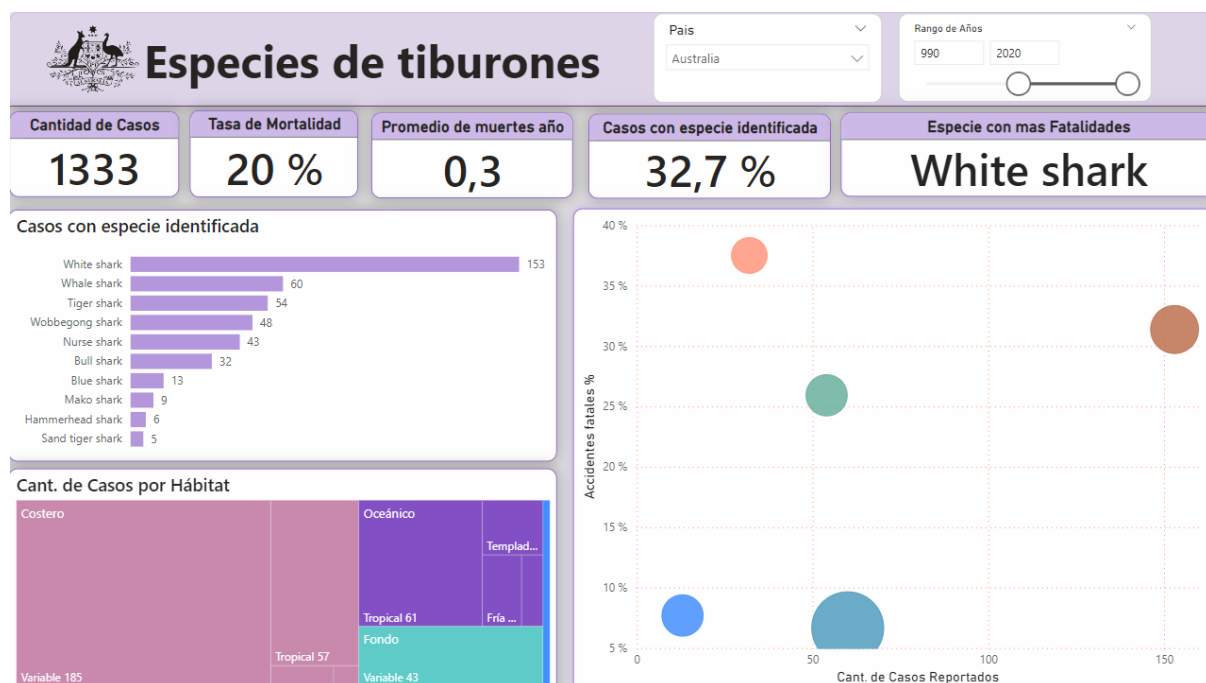 Especies de tiburones
Pais
Australia
Rango de Años
990
2020
Cantidad de Casos
1333
Tasa de Mortalidad
20 %
Promedio de muertes año
0,3
Casos con especie identificada
32,7 %
Especie con mas Fatalidades
White shark
Casos con especie identificada
White shark 153
Whale shark 60
Tiger shark 54
Wobbegong shark 48
Nurse shark 43
Bull shark 32
Blue shark 13
Mako shark 9
Hammerhead shark 6
Sand tiger shark 5
Cant. de Casos por Hábitat
Costero
Variable 185
Tropical 57
Oceánico
Tropical 61
Templad...
Fría ...
Fondo
Variable 43
Accidentes fatales %
40 %
35 %
30 %
25 %
20 %
15 %
10 %
5 %
0
50
100
150
Cant. de Casos Reportados